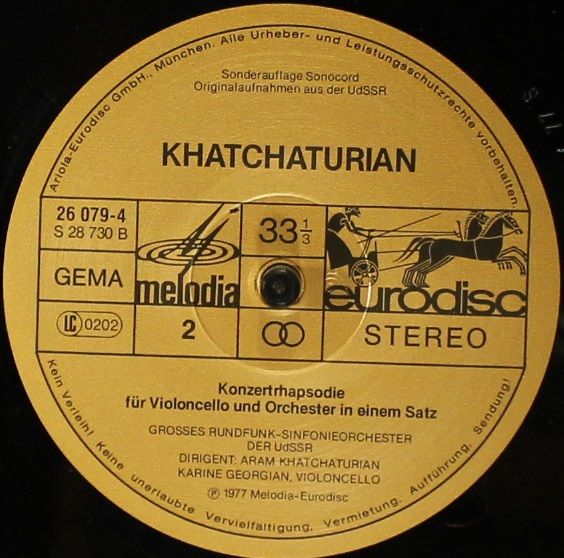 Ariola-Eurodisc GmbH., München. Alle Urheber- und Leistungsschutzrechte vorbehalten.
Sonderauflage Sonocord
Originalaufnahmen aus der UdSSR
KHATCHATURIAN
26 079-4
S 28 730 B
33 1/3
GEMA
melodia
eurodisc
LC 0202
2
STEREO
Konzertrhapsodie
für Violoncello und Orchester in einem Satz
GROSSES RUNDFUNK-SINFONIEORCHESTER
DER UdSSR
DIRIGENT: ARAM KHATCHATURIAN
KARINE GEORGIAN, VIOLONCELLO
Ⓟ 1977 Melodia-Eurodisc
Kein Verleih! Keine unerlaubte Vervielfältigung, Vermietung, Aufführung, Sendung!